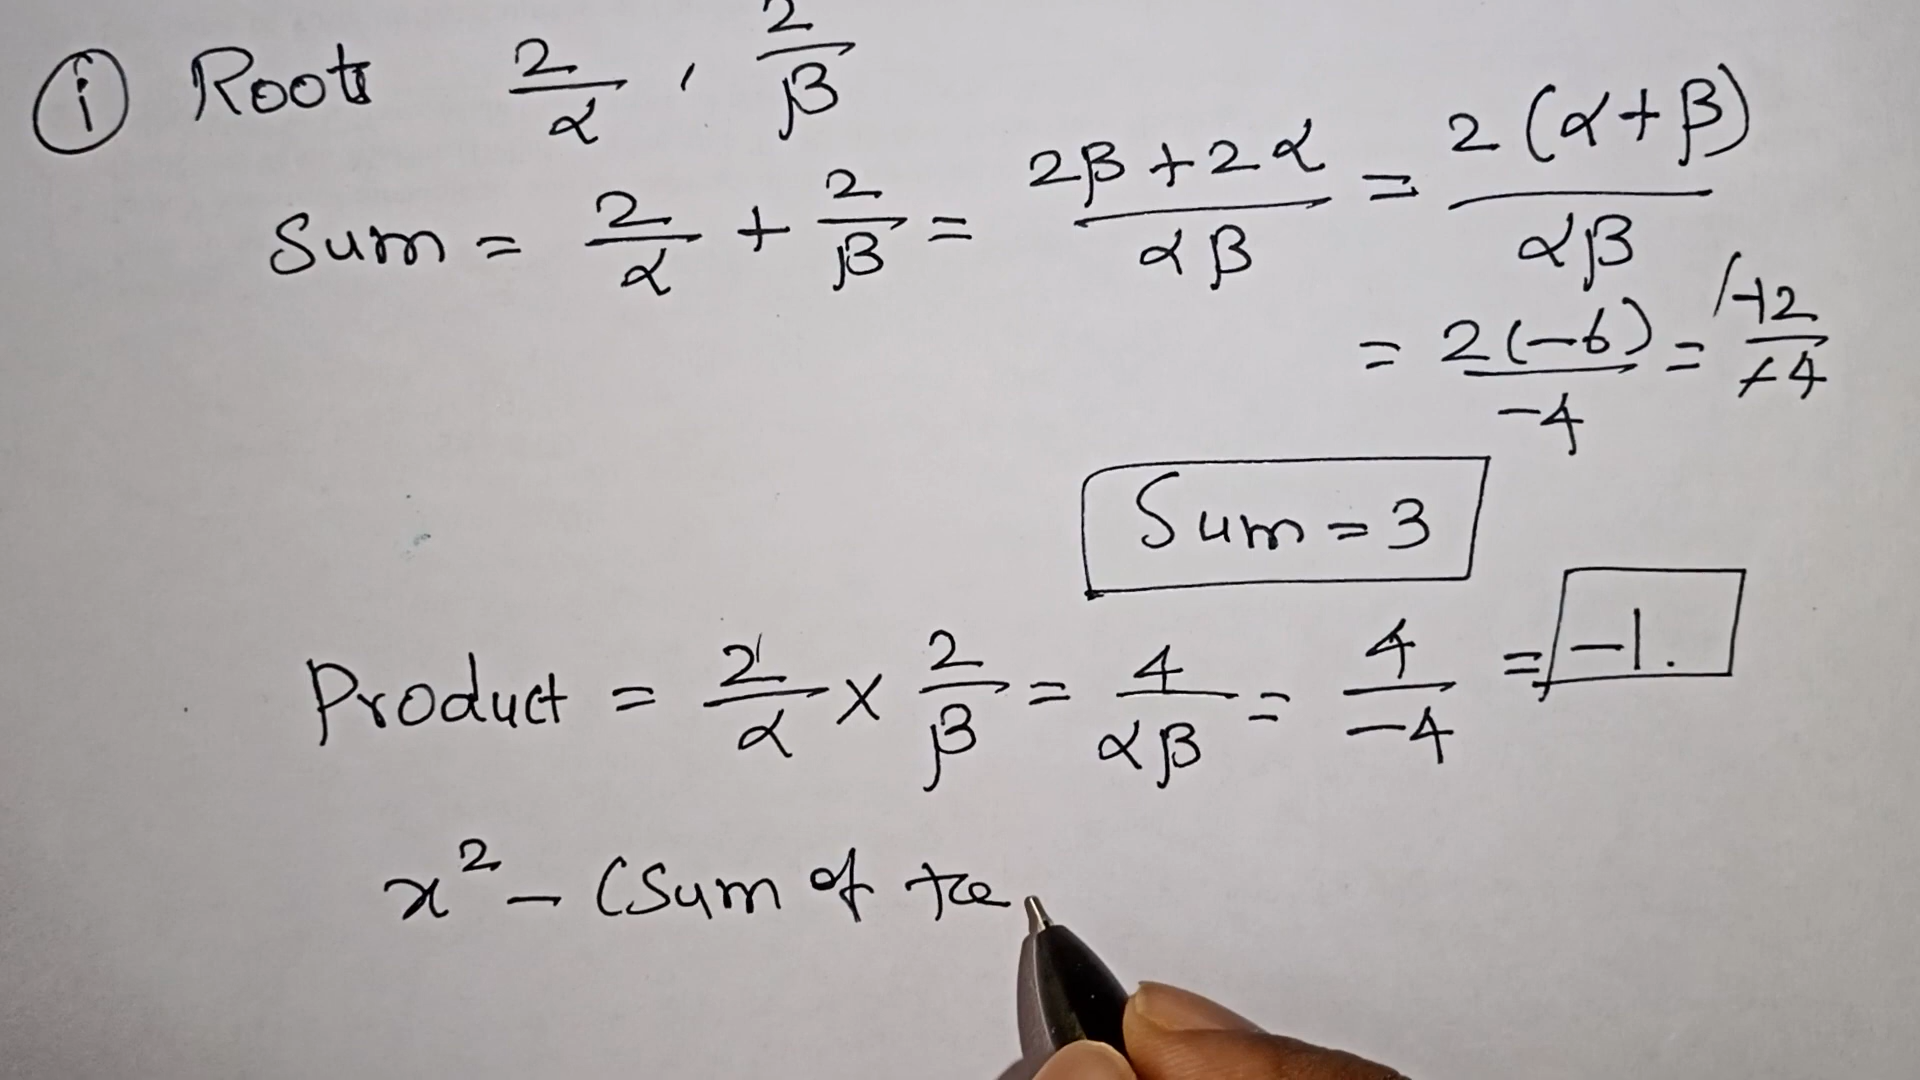 (i) Roots 2/α , 2/β
Sum = 2/α + 2/β = (2β + 2α)/(αβ) = 2(α + β)/(αβ)
= 2(-6)/-4 = -12/-4
Sum = 3
Product = 2/α × 2/β = 4/(αβ) = 4/-4 = -1.
x² - (Sum of the